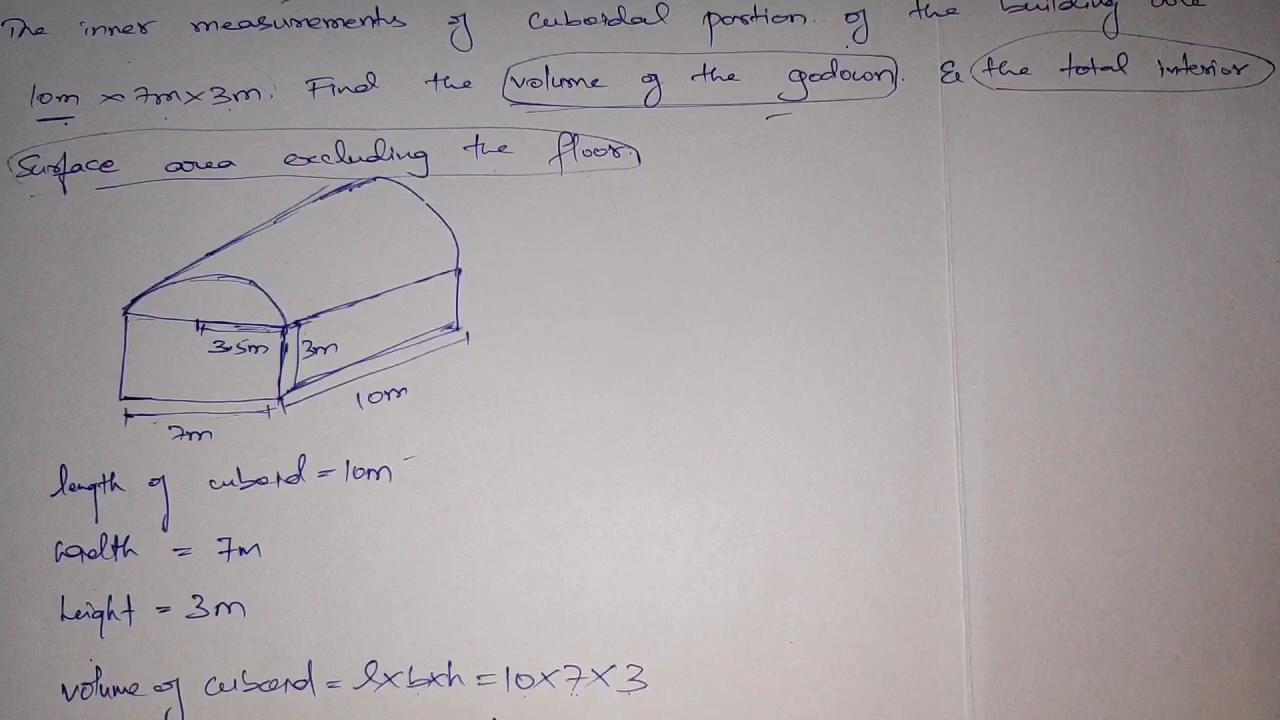 The inner measurements of cuboidal portion of the building are
10m x 7m x 3m. Find the volume of the godown. & the total interior
Surface area excluding the floor.
3.5m
3m
10m
7m
length of cuboid = 10m
width = 7m
height = 3m
volume of cuboid = l×b×h = 10×7×3